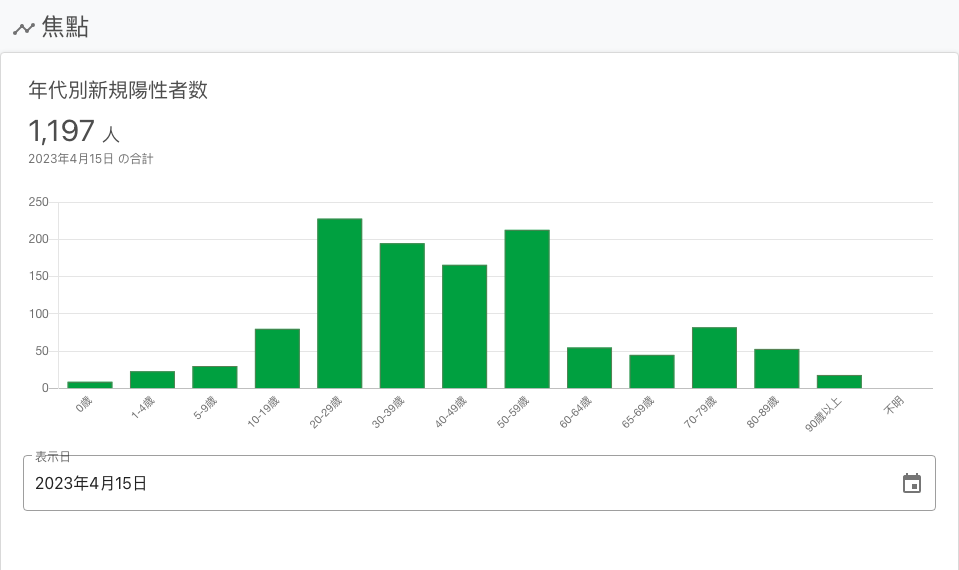 焦點
年代別新規陽性者数
1,197 人
2023年4月15日 の合計
250
200
150
100
50
0
0歳 1-4歳 5-9歳 10-19歳 20-29歳 30-39歳 40-49歳 50-59歳 60-64歳 65-69歳 70-79歳 80-89歳 90歳以上 不明
表示日
2023年4月15日